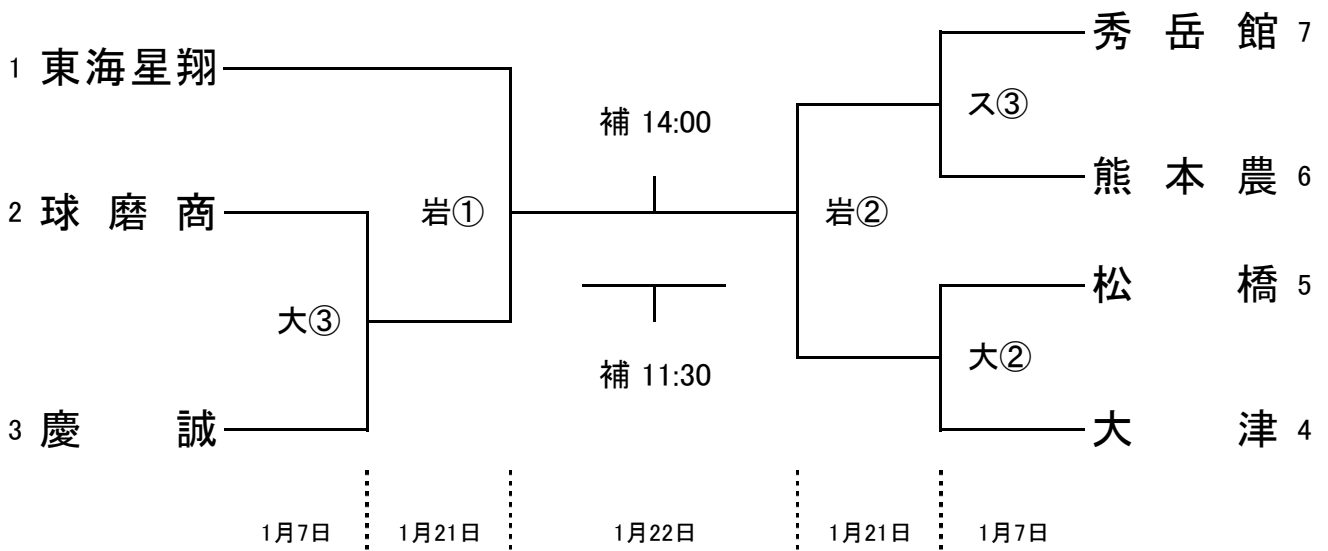 1 東海星翔
2 球磨商
3 慶誠
大③
岩①
補 14:00
補 11:30
岩②
ス③
大②
秀岳館 7
熊本農 6
松橋 5
大津 4
1月7日 1月21日 1月22日 1月21日 1月7日